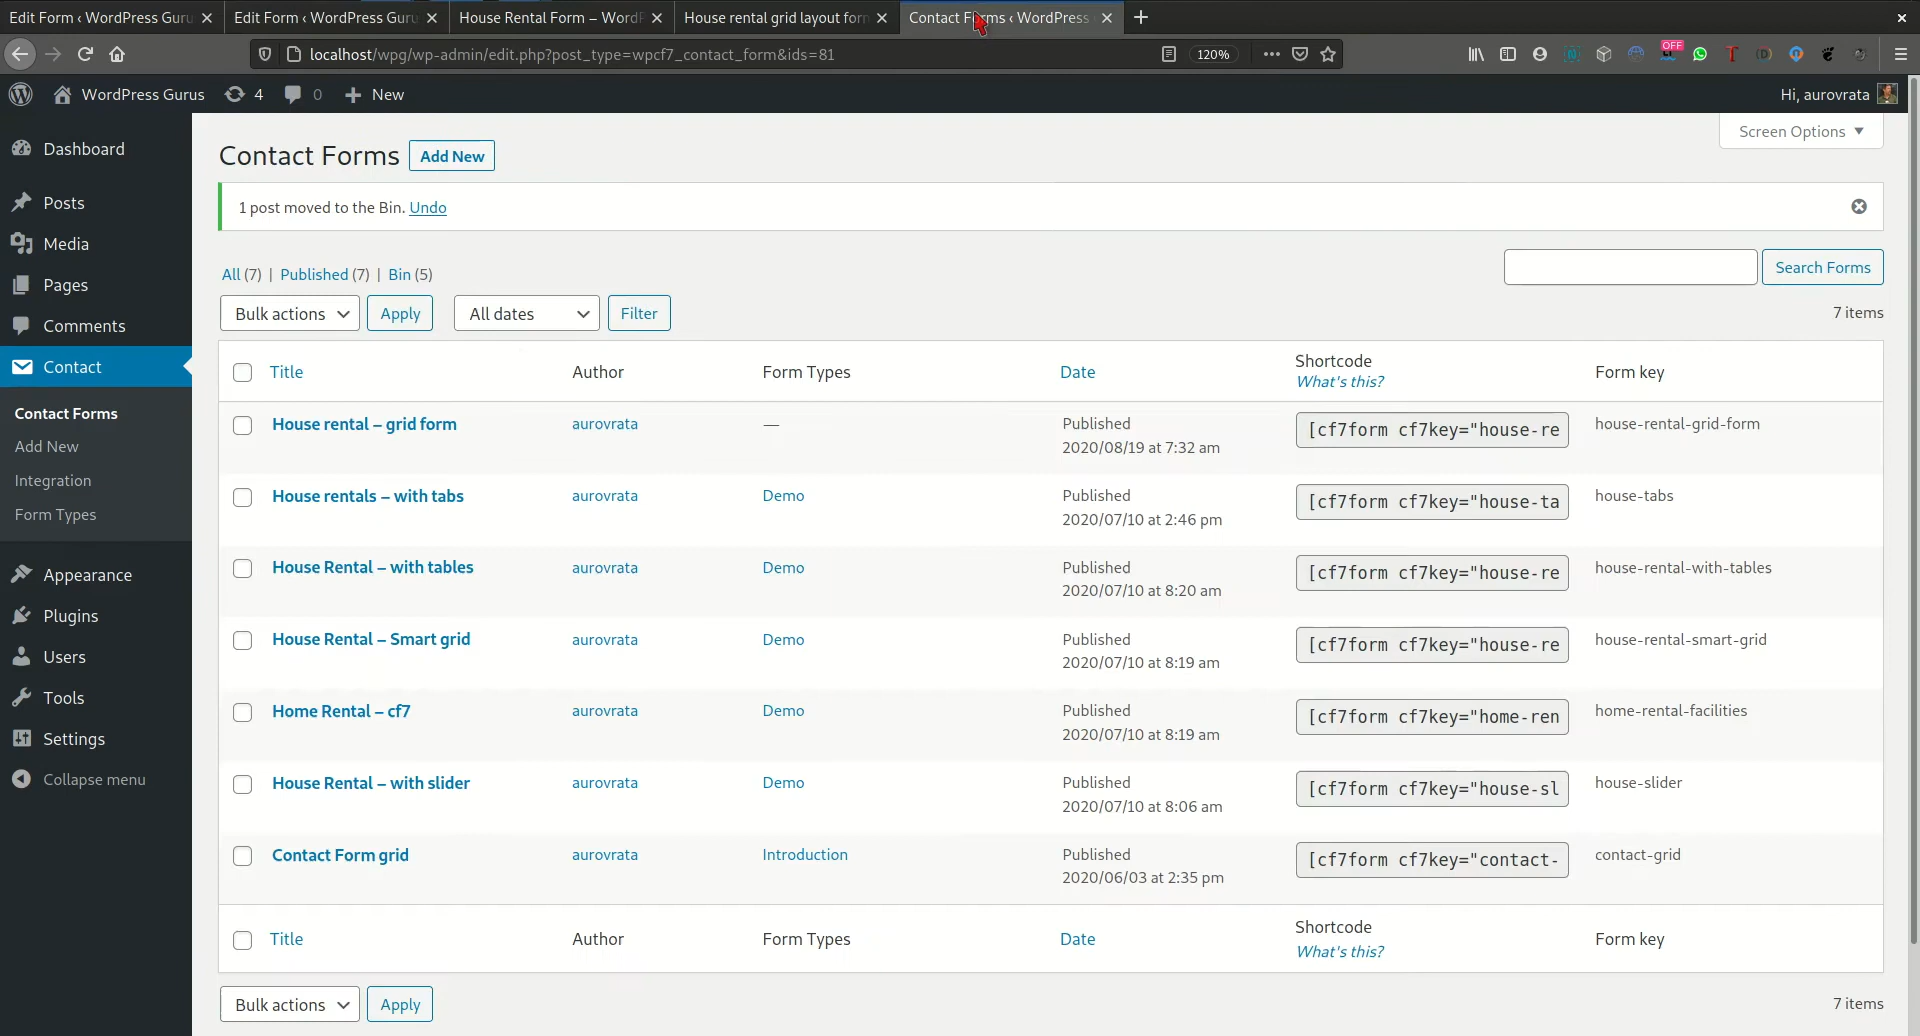 Edit Form ‹ WordPress Guru
Edit Form ‹ WordPress Guru
House Rental Form – WordP
House rental grid layout for
Contact Forms ‹ WordPress
localhost/wpg/wp-admin/edit.php?post_type=wpcf7_contact_form&ids=81
120%
OFF
WordPress Gurus
4
0
New
Hi, aurovrata
Dashboard
Posts
Media
Pages
Comments
Contact
Contact Forms
Add New
Integration
Form Types
Appearance
Plugins
Users
Tools
Settings
Collapse menu
Screen Options
Contact Forms
Add New
1 post moved to the Bin. Undo
All (7) | Published (7) | Bin (5)
Search Forms
Bulk actions
Apply
All dates
Filter
7 items
Title
Author
Form Types
Date
Shortcode
What's this?
Form key
House rental – grid form
aurovrata
—
Published
2020/08/19 at 7:32 am
[cf7form cf7key="house-re
house-rental-grid-form
House rentals – with tabs
aurovrata
Demo
Published
2020/07/10 at 2:46 pm
[cf7form cf7key="house-ta
house-tabs
House Rental – with tables
aurovrata
Demo
Published
2020/07/10 at 8:20 am
[cf7form cf7key="house-re
house-rental-with-tables
House Rental – Smart grid
aurovrata
Demo
Published
2020/07/10 at 8:19 am
[cf7form cf7key="house-re
house-rental-smart-grid
Home Rental – cf7
aurovrata
Demo
Published
2020/07/10 at 8:19 am
[cf7form cf7key="home-ren
home-rental-facilities
House Rental – with slider
aurovrata
Demo
Published
2020/07/10 at 8:06 am
[cf7form cf7key="house-sl
house-slider
Contact Form grid
aurovrata
Introduction
Published
2020/06/03 at 2:35 pm
[cf7form cf7key="contact-
contact-grid
Title
Author
Form Types
Date
Shortcode
What's this?
Form key
Bulk actions
Apply
7 items